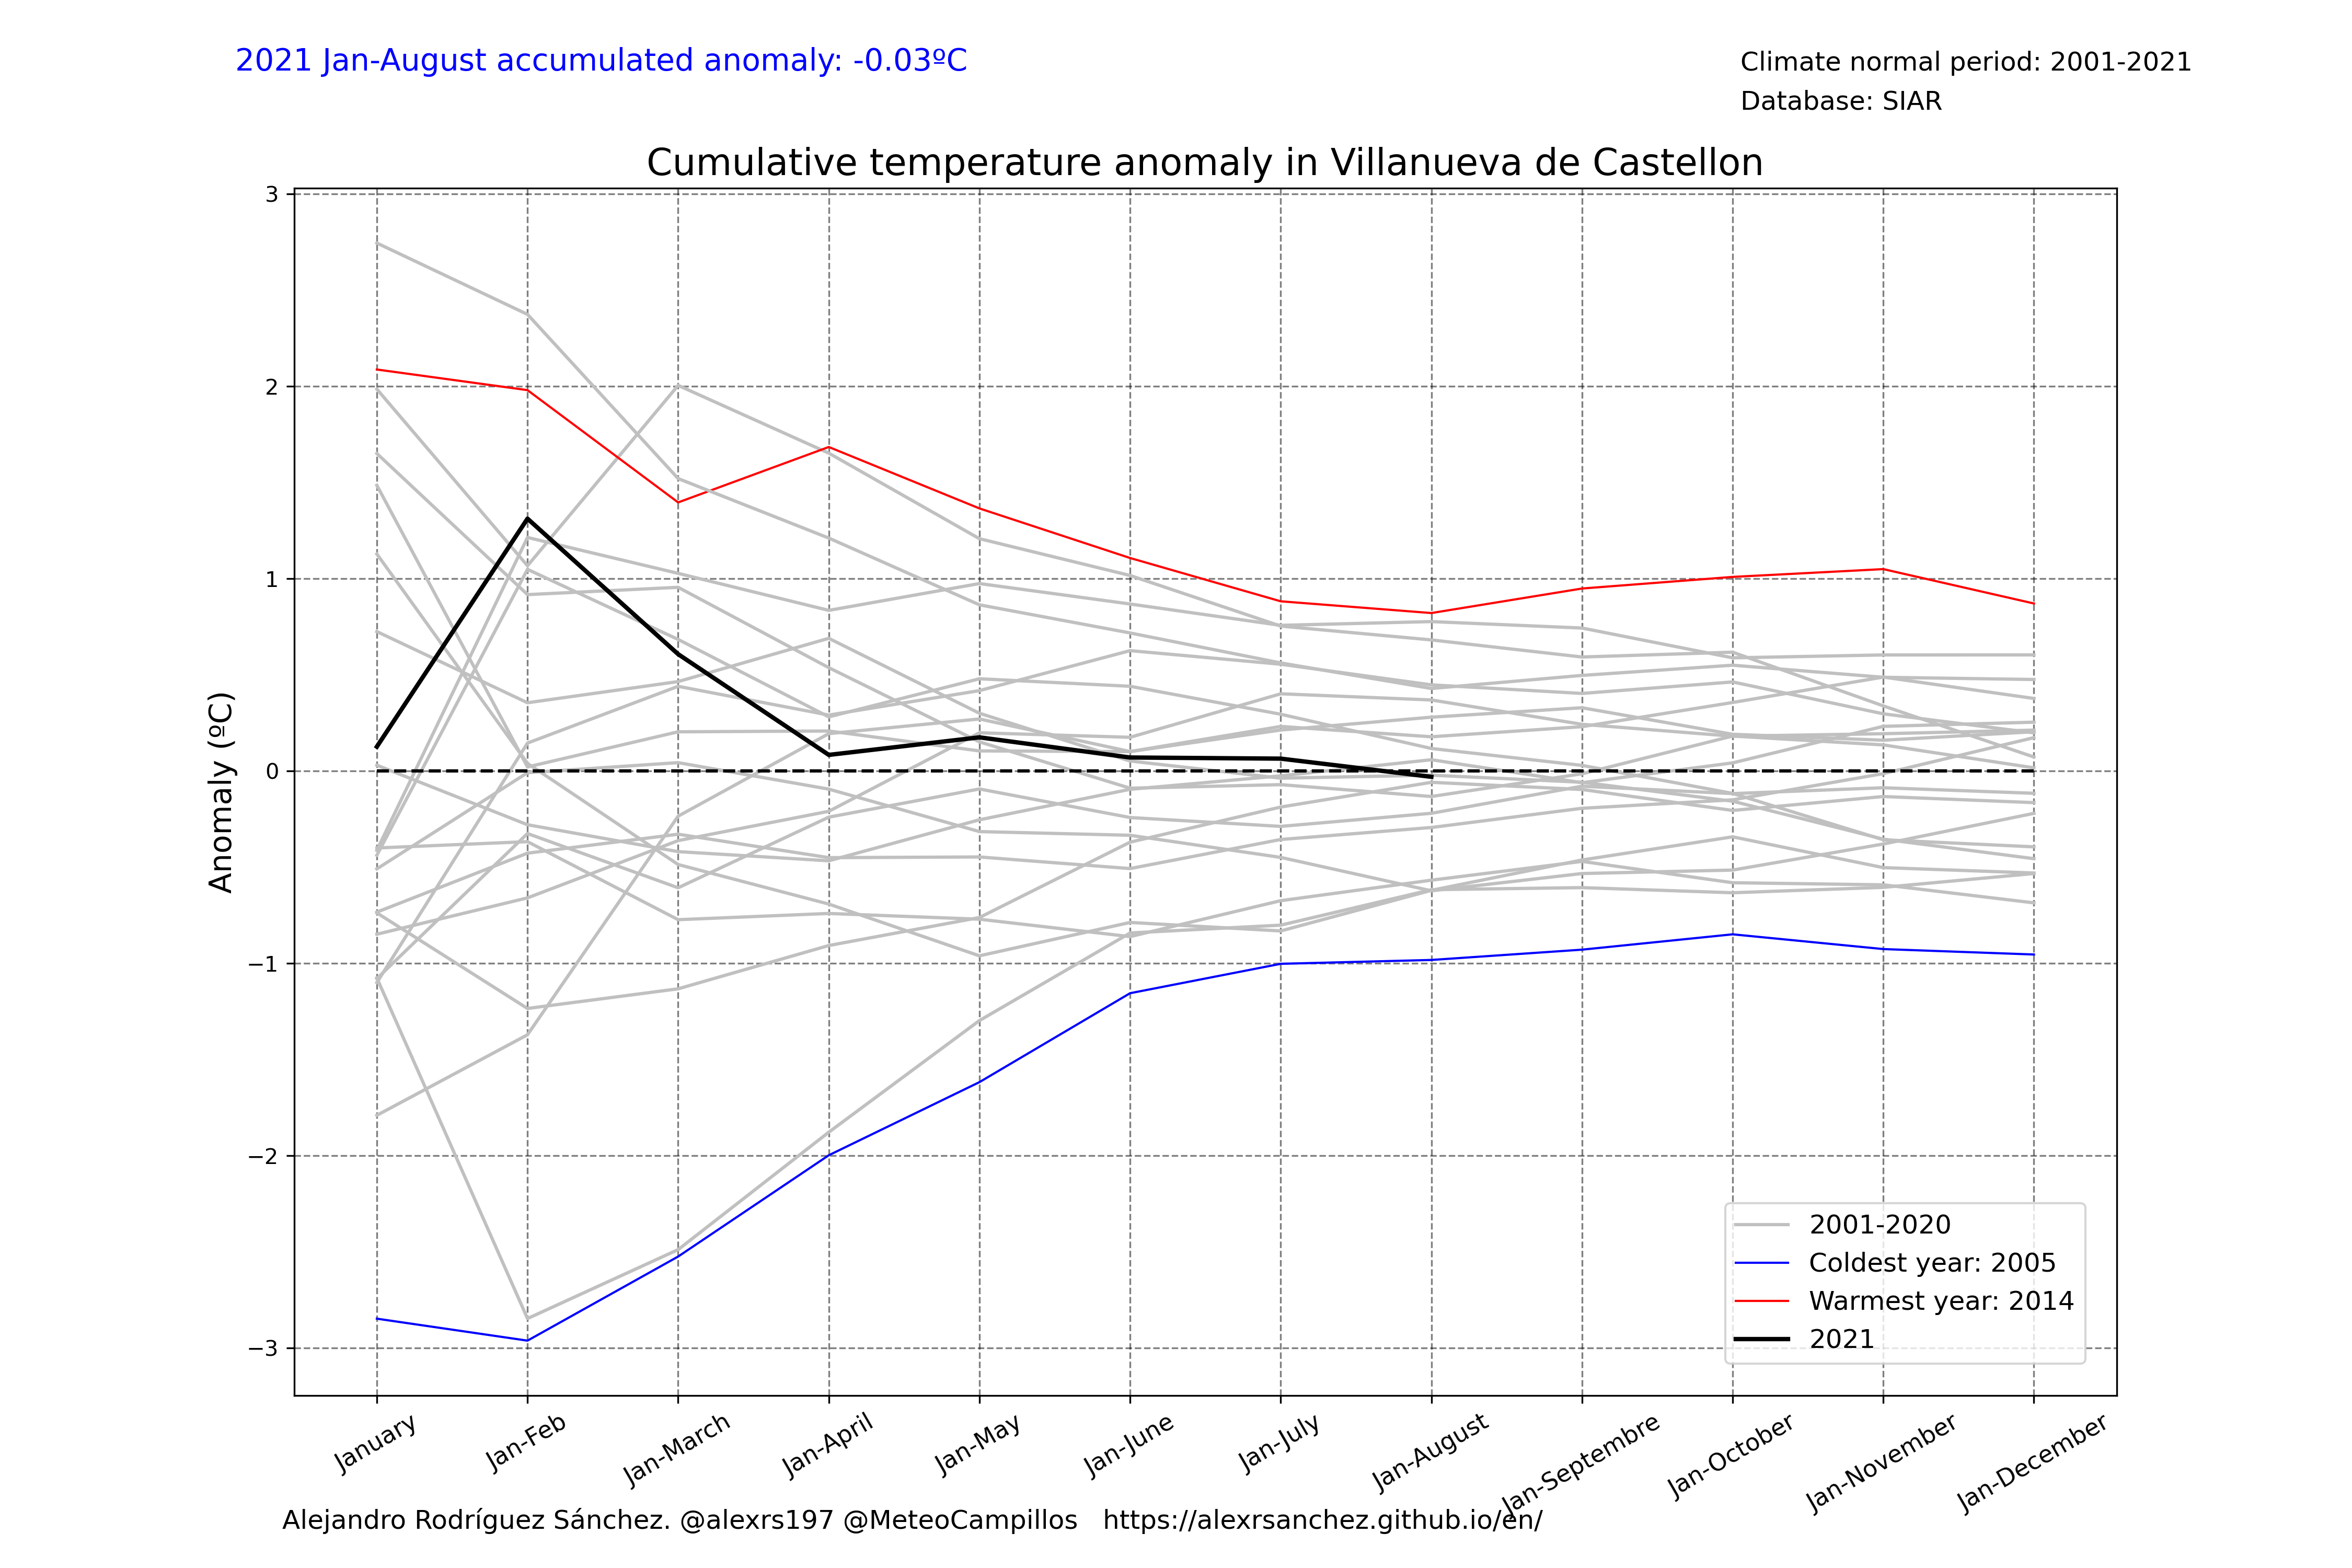 2021 Jan-August accumulated anomaly: -0.03ºC
Climate normal period: 2001-2021
Database: SIAR
Cumulative temperature anomaly in Villanueva de Castellon
Anomaly (ºC)
3
2
1
0
−1
−2
−3
2001-2020
Coldest year: 2005
Warmest year: 2014
2021
January
Jan-Feb
Jan-March
Jan-April
Jan-May
Jan-June
Jan-July
Jan-August
Jan-Septembre
Jan-October
Jan-November
Jan-December
Alejandro Rodríguez Sánchez. @alexrs197 @MeteoCampillos   https://alexrsanchez.github.io/en/